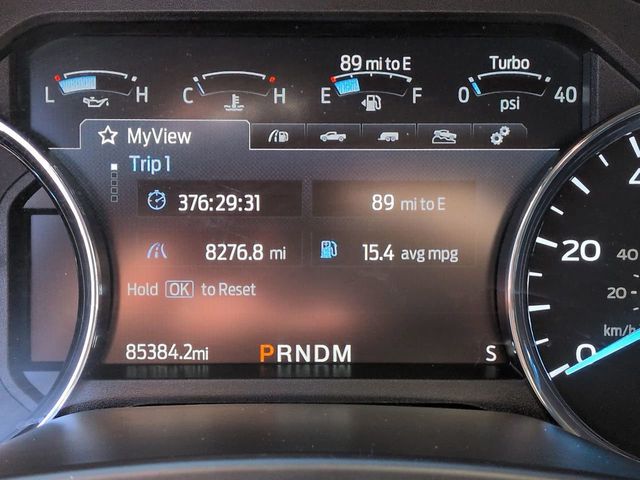 89 mi to E
Turbo
L H C H E F 0 40
psi
MyView
Trip 1
376:29:31 89 mi to E
8276.8 mi 15.4 avg mpg
Hold OK to Reset
85384.2mi PRNDM S
20
40
20
km/h
0